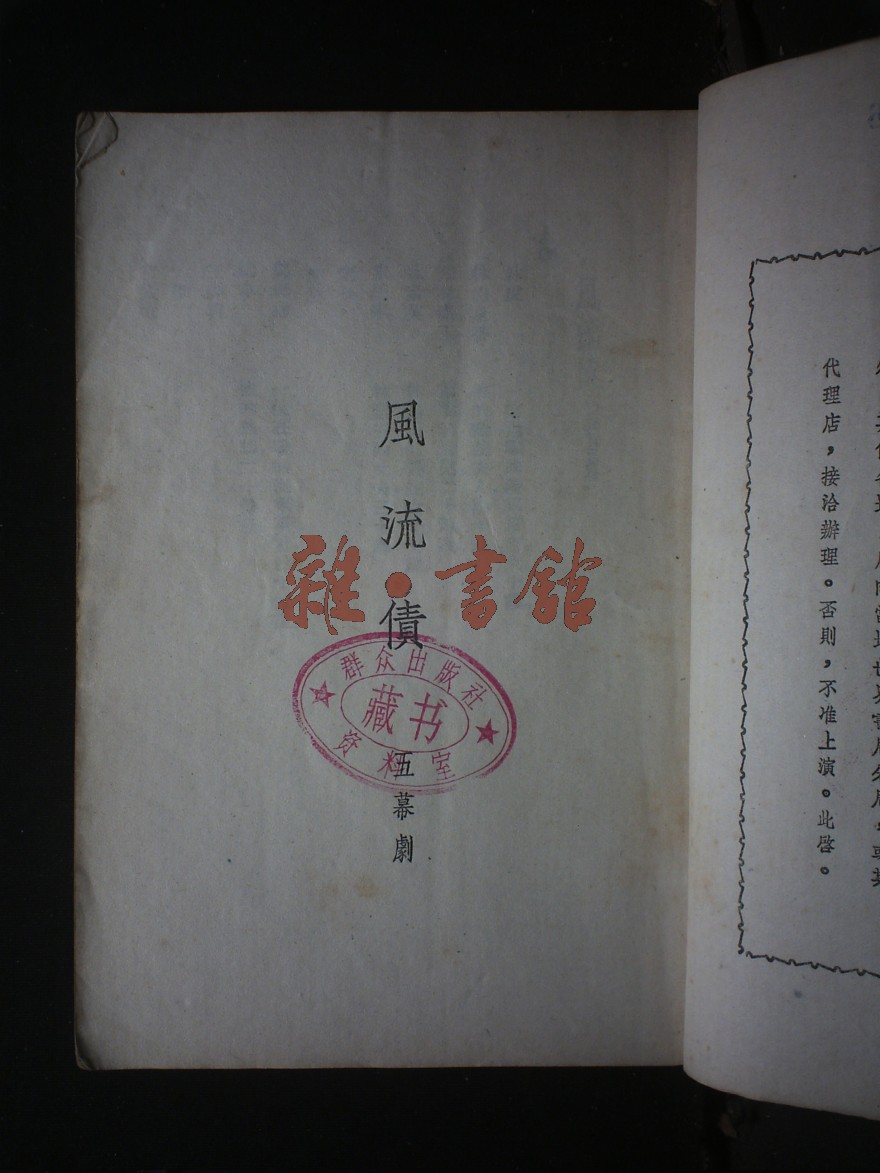 風流債
五幕劇
雜·書館
群众出版社
藏书
资料室
代理店，接洽辦理。否則，不准上演。此啓。